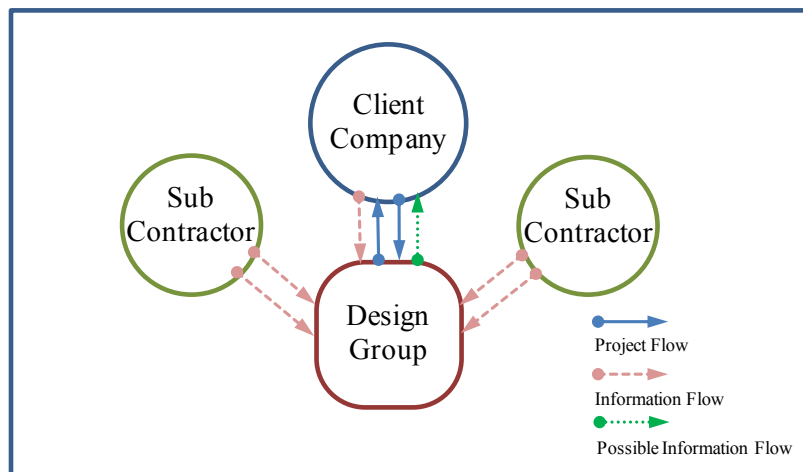 Client
Company
Sub
Contractor
Sub
Contractor
Design
Group
Project Flow
Information Flow
Possible Information Flow